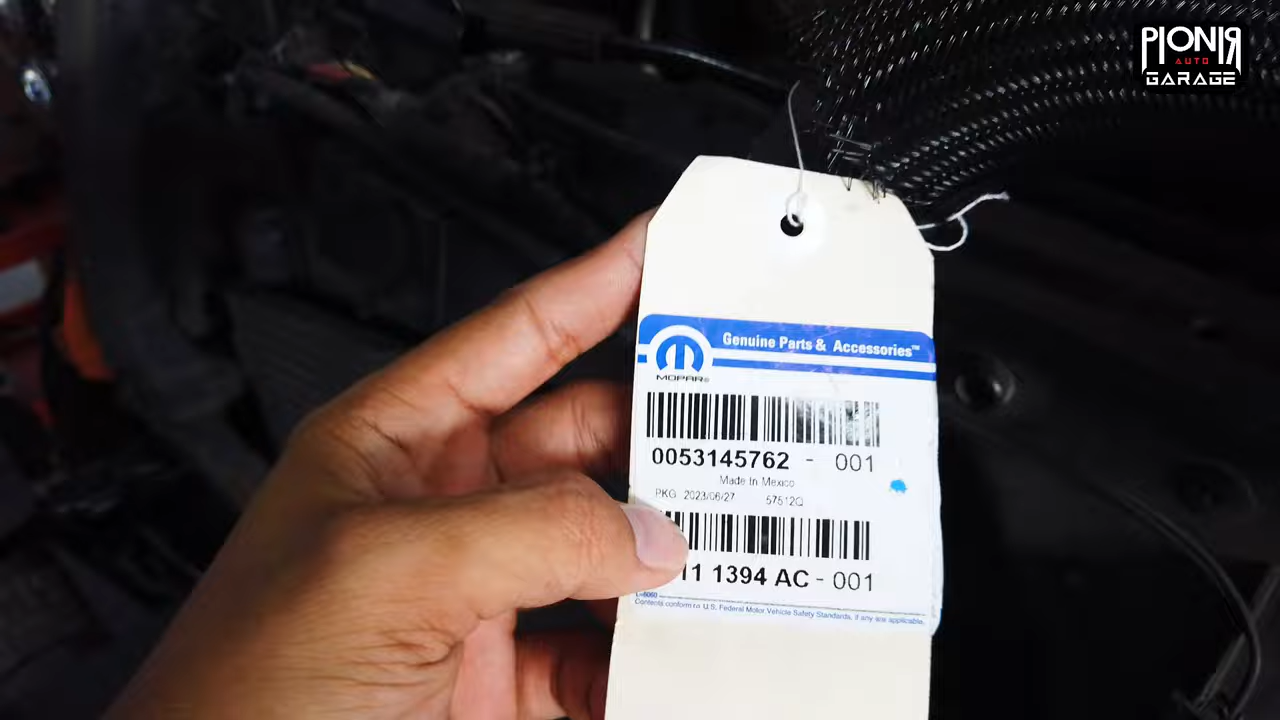 PIONIR
AUTO
GARAGE
Genuine Parts & Accessories™
MOPAR®
0053145762 - 001
Made In Mexico
PKG 2023/06/27 57512Q
11 1394 AC - 001
L-6060
Contents conform to U.S. Federal Motor Vehicle Safety Standards, if any are applicable.